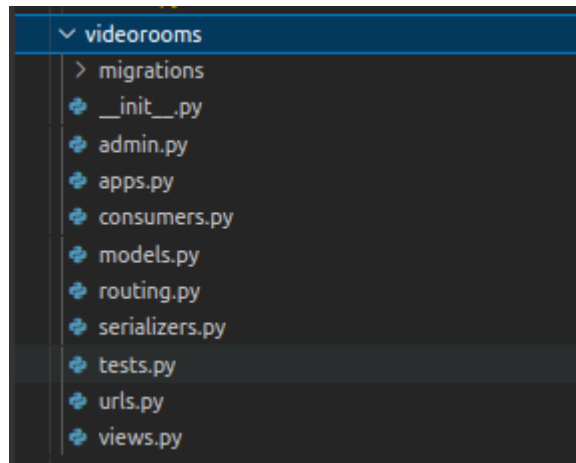 videorooms
migrations
__init__.py
admin.py
apps.py
consumers.py
models.py
routing.py
serializers.py
tests.py
urls.py
views.py